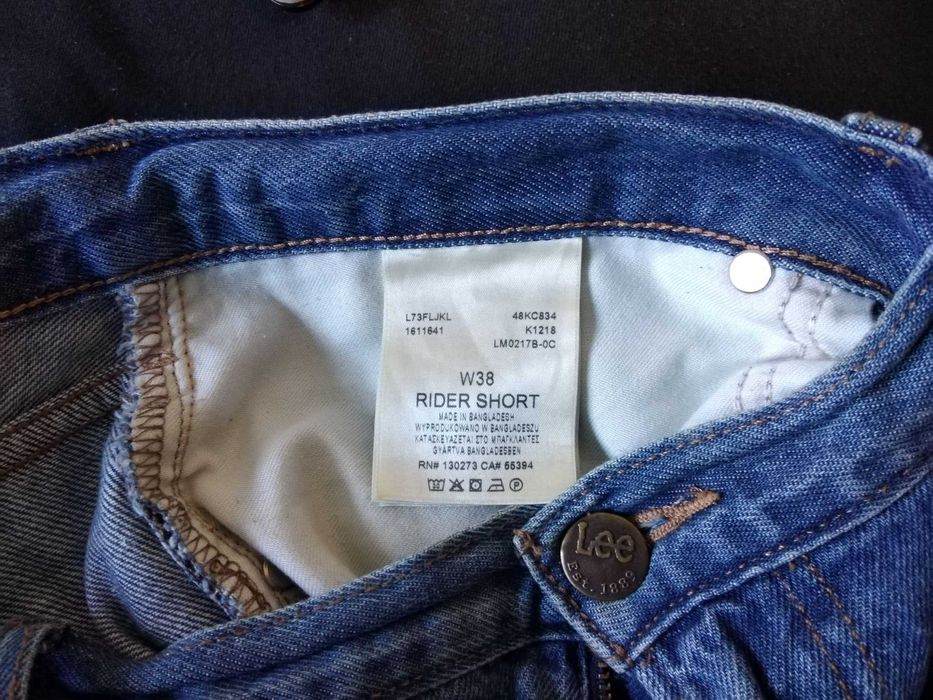 L73FLJKL 48KC834
1611641 K1218
LM0217B-0C
W38
RIDER SHORT
MADE IN BANGLADESH
WYPRODUKOWANO W BANGLADESZU
ΚΑΤΑΣΚΕΥΑΖΕΤΑΙ ΣΤΟ ΜΠΑΓΚΛΑΝΤΕΣ
GYÁRTVA BANGLADESBEN
RN# 130273 CA# 55394
Lee
Est. 1889